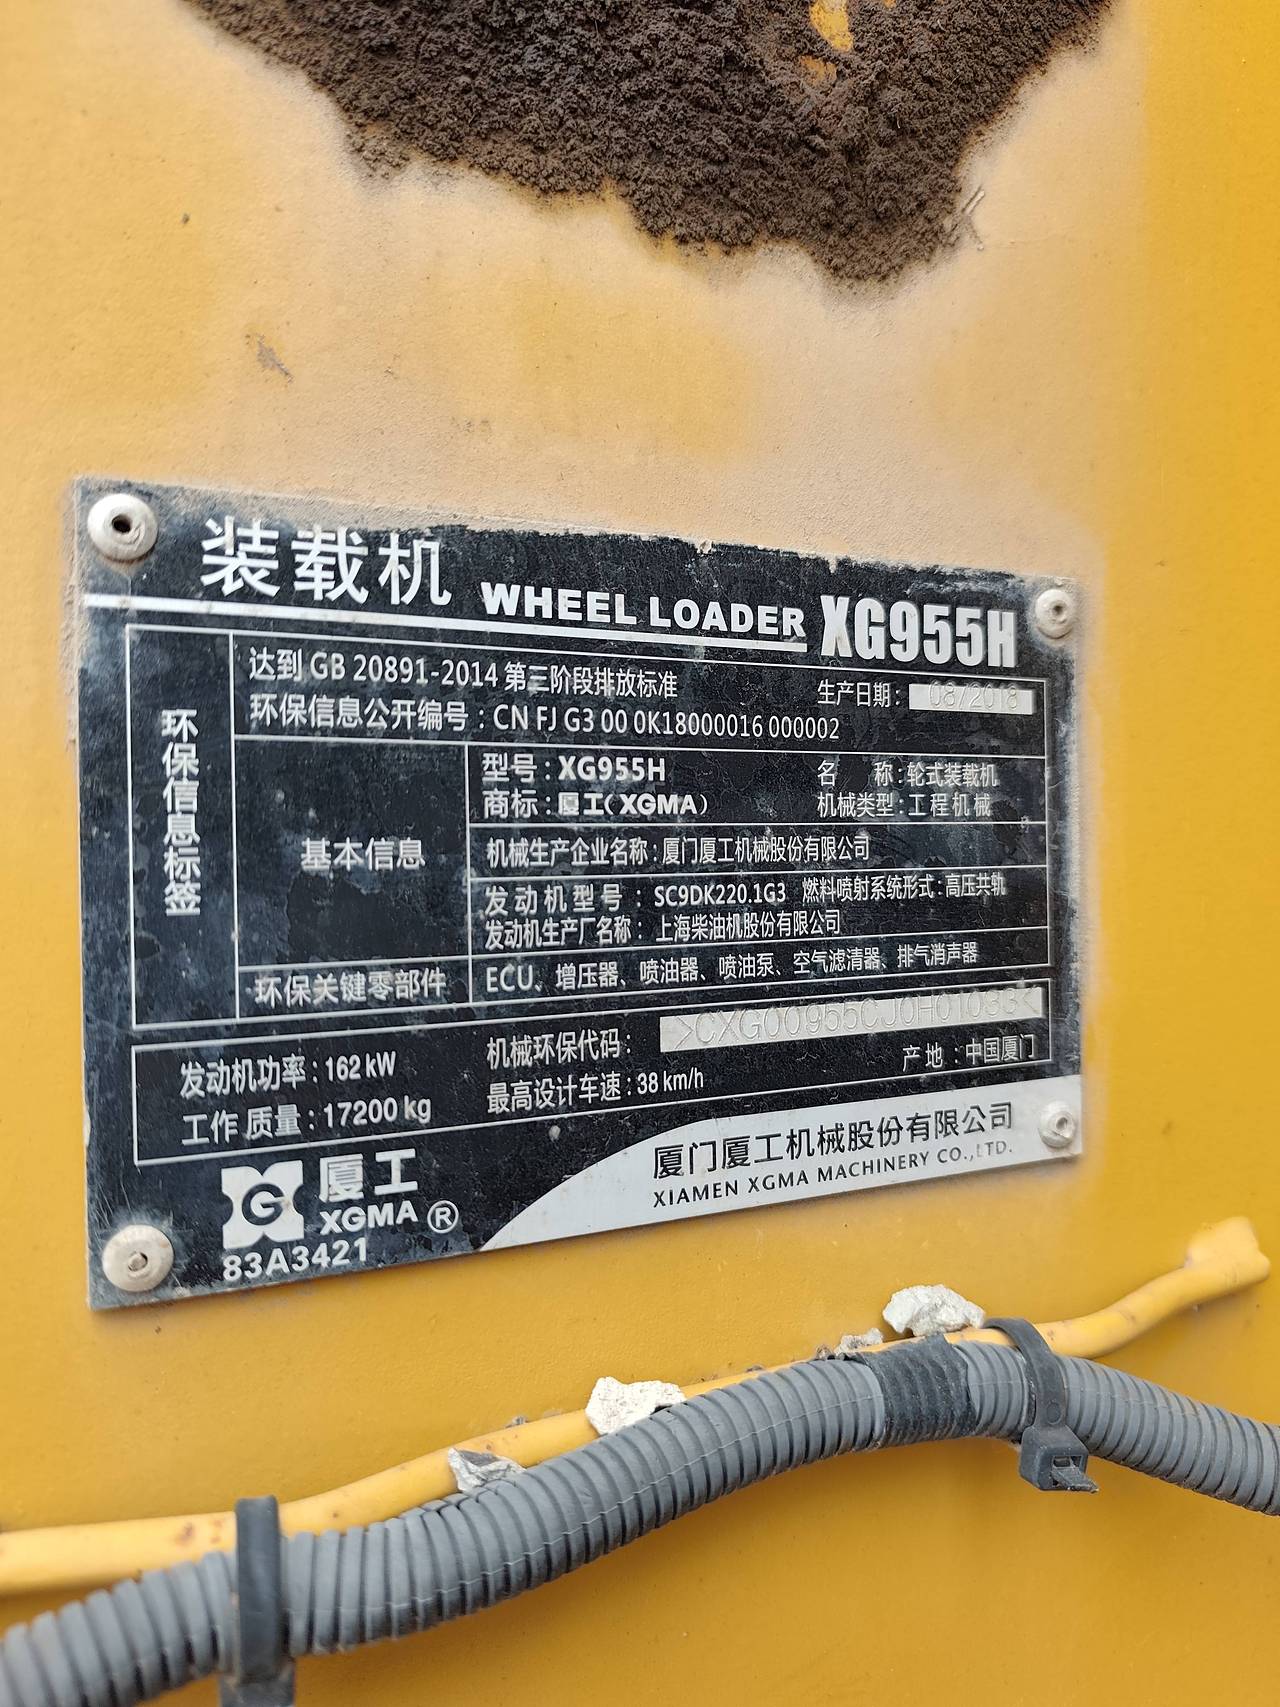 装载机 WHEEL LOADER XG955H
环保信息标签
达到 GB 20891-2014 第三阶段排放标准 生产日期: 08/2018
环保信息公开编号: CN FJ G3 00 0K18000016 000002
基本信息
型号: XG955H 名 称: 轮式装载机
商标: 厦工(XGMA) 机械类型: 工程机械
机械生产企业名称: 厦门厦工机械股份有限公司
发动机型号: SC9DK220.1G3 燃料喷射系统形式: 高压共轨
发动机生产厂名称: 上海柴油机股份有限公司
环保关键零部件 ECU、增压器、喷油器、喷油泵、空气滤清器、排气消声器
发动机功率: 162 kW 机械环保代码: >CXG00955CJ0H01033<
工作质量: 17200 kg 最高设计车速: 38 km/h 产地: 中国厦门
厦工
XGMA ®
83A3421
厦门厦工机械股份有限公司
XIAMEN XGMA MACHINERY CO.,LTD.